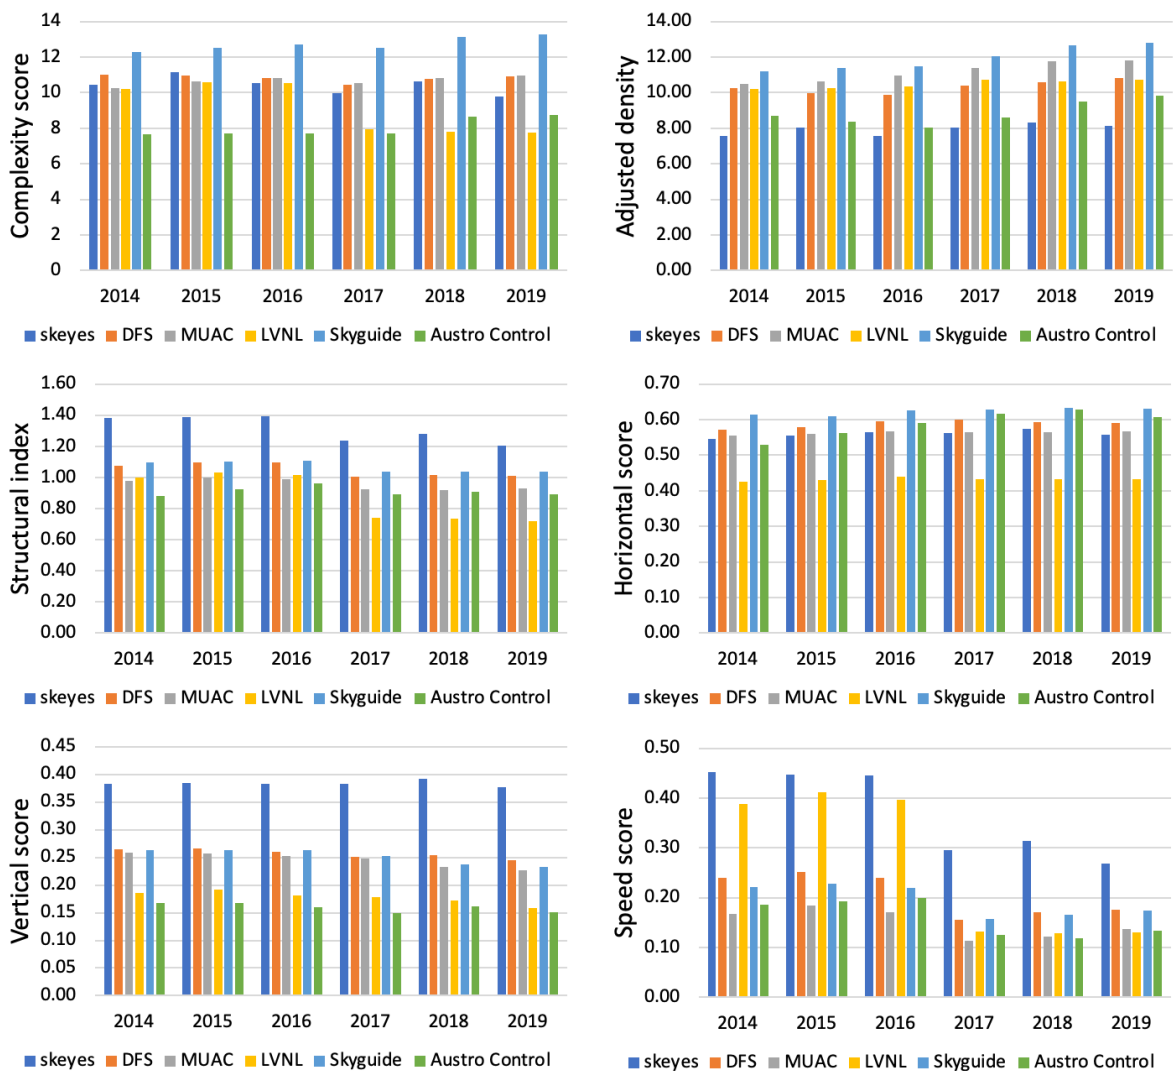 Complexity score
14
12
10
8
6
4
2
0
2014 2015 2016 2017 2018 2019
skeyes DFS MUAC LVNL Skyguide Austro Control
Adjusted density
14.00
12.00
10.00
8.00
6.00
4.00
2.00
0.00
2014 2015 2016 2017 2018 2019
skeyes DFS MUAC LVNL Skyguide Austro Control
Structural index
1.60
1.40
1.20
1.00
0.80
0.60
0.40
0.20
0.00
2014 2015 2016 2017 2018 2019
skeyes DFS MUAC LVNL Skyguide Austro Control
Horizontal score
0.70
0.60
0.50
0.40
0.30
0.20
0.10
0.00
2014 2015 2016 2017 2018 2019
skeyes DFS MUAC LVNL Skyguide Austro Control
Vertical score
0.45
0.40
0.35
0.30
0.25
0.20
0.15
0.10
0.05
0.00
2014 2015 2016 2017 2018 2019
skeyes DFS MUAC LVNL Skyguide Austro Control
Speed score
0.50
0.40
0.30
0.20
0.10
0.00
2014 2015 2016 2017 2018 2019
skeyes DFS MUAC LVNL Skyguide Austro Control